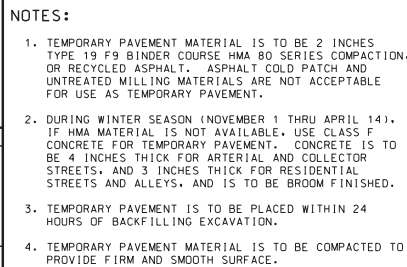 NOTES:
1. TEMPORARY PAVEMENT MATERIAL IS TO BE 2 INCHES
TYPE 19 F9 BINDER COURSE HMA 80 SERIES COMPACTION,
OR RECYCLED ASPHALT. ASPHALT COLD PATCH AND
UNTREATED MILLING MATERIALS ARE NOT ACCEPTABLE
FOR USE AS TEMPORARY PAVEMENT.
2. DURING WINTER SEASON (NOVEMBER 1 THRU APRIL 14),
IF HMA MATERIAL IS NOT AVAILABLE, USE CLASS F
CONCRETE FOR TEMPORARY PAVEMENT. CONCRETE IS TO
BE 4 INCHES THICK FOR ARTERIAL AND COLLECTOR
STREETS, AND 3 INCHES THICK FOR RESIDENTIAL
STREETS AND ALLEYS, AND IS TO BE BROOM FINISHED.
3. TEMPORARY PAVEMENT IS TO BE PLACED WITHIN 24
HOURS OF BACKFILLING EXCAVATION.
4. TEMPORARY PAVEMENT MATERIAL IS TO BE COMPACTED TO
PROVIDE FIRM AND SMOOTH SURFACE.